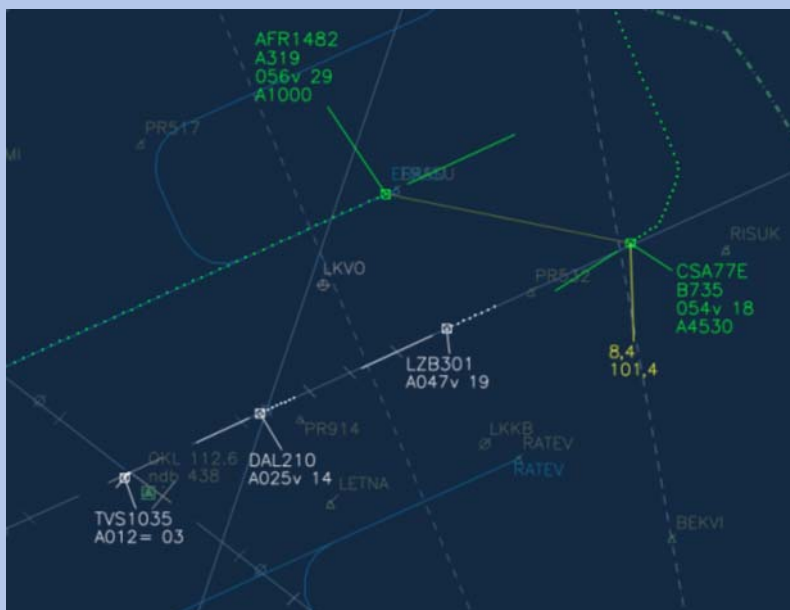 AFR1482
A319
056v 29
A1000
PR517
MI
LKVO
PR532
RISUK
CSA77E
B735
054v 18
A4530
8,4
101,4
LZB301
A047v 19
PR914
LKKB
RATEV
RATEV
OKL 112,6
ndb 438
DAL210
A025v 14
LETNA
TVS1035
A012= 03
BEKVI